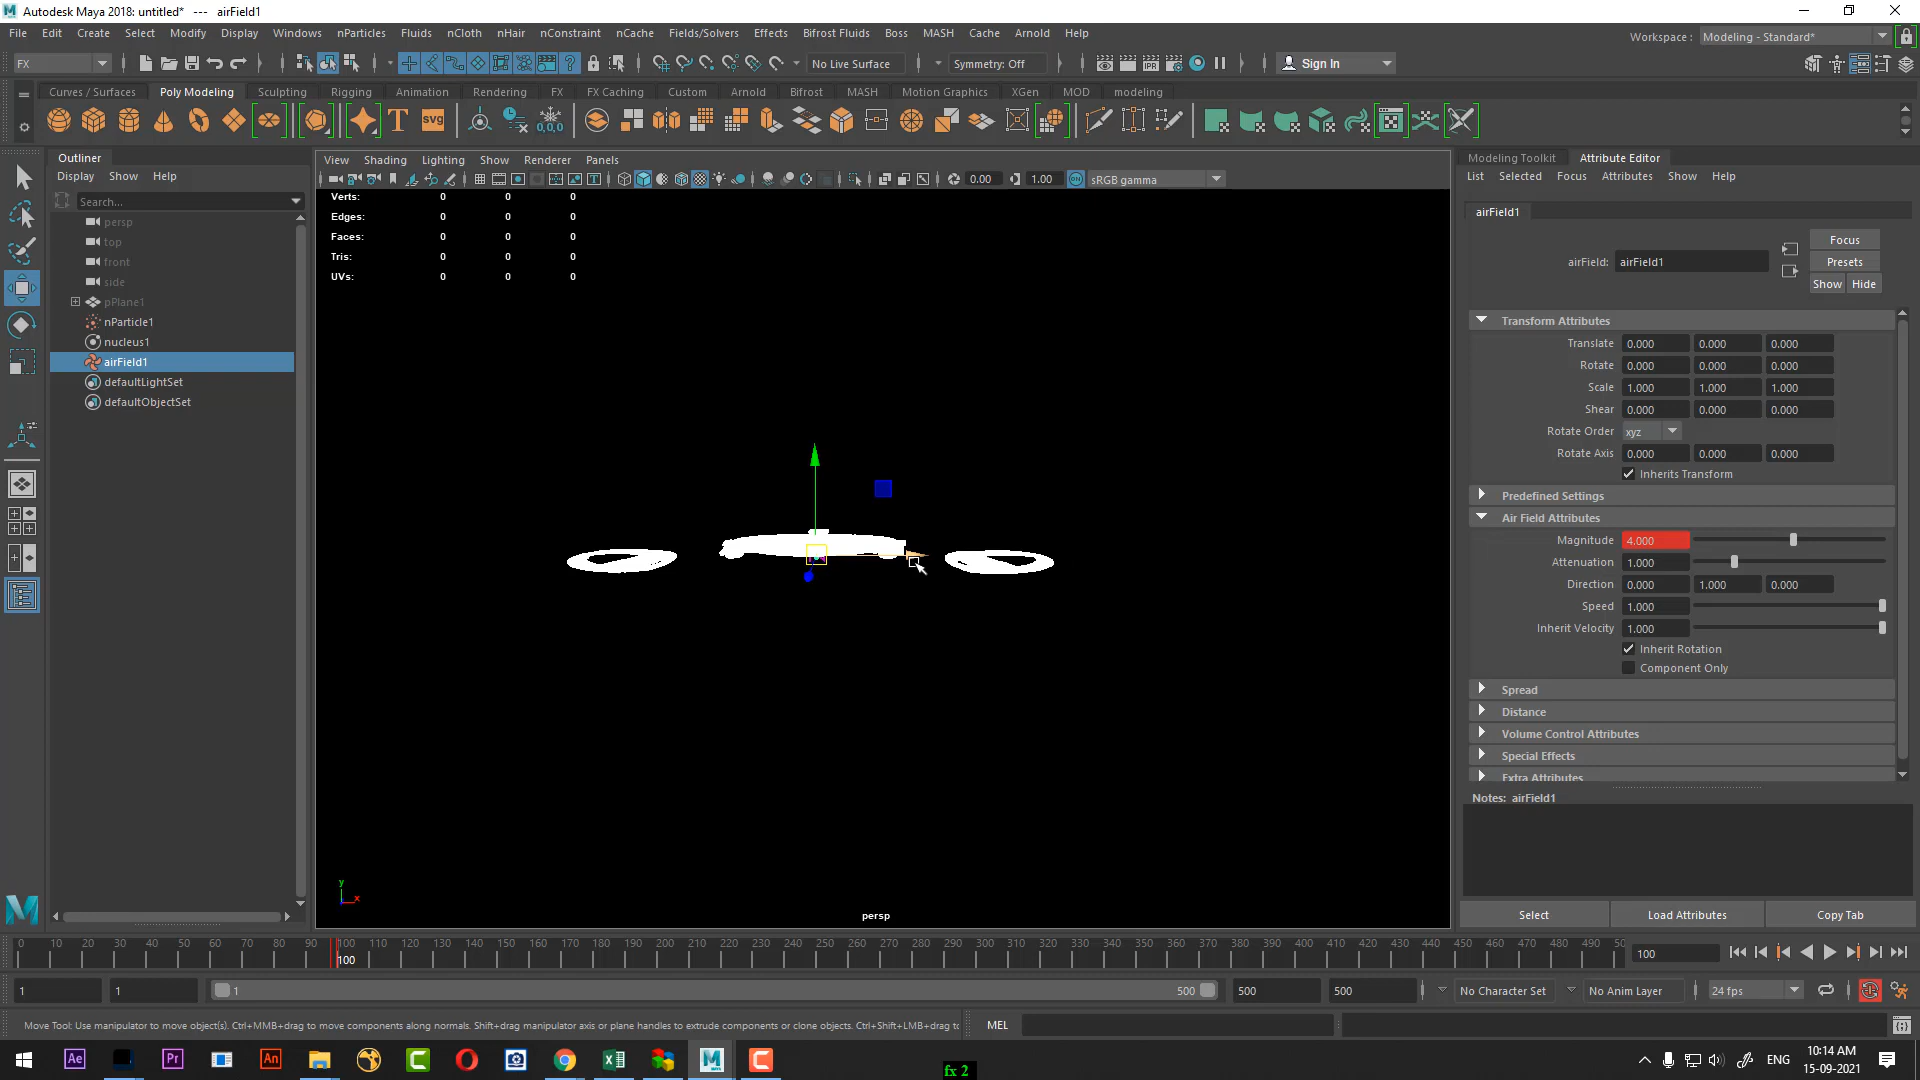 Autodesk Maya 2018: untitled* --- airField1
File Edit Create Select Modify Display Windows nParticles Fluids nCloth nHair nConstraint nCache Fields/Solvers Effects Bifrost Fluids Boss MASH Cache Arnold Help
Workspace : Modeling - Standard*
FX No Live Surface Symmetry: Off Sign In
Curves / Surfaces Poly Modeling Sculpting Rigging Animation Rendering FX FX Caching Custom Arnold Bifrost MASH Motion Graphics XGen MOD modeling
T svg 0,0,0
Outliner
Display Show Help
Search...
persp
top
front
side
pPlane1
nParticle1
nucleus1
airField1
defaultLightSet
defaultObjectSet
View Shading Lighting Show Renderer Panels
0.00 1.00 sRGB gamma
Verts: 0 0 0
Edges: 0 0 0
Faces: 0 0 0
Tris: 0 0 0
UVs: 0 0 0
y
x
persp
Modeling Toolkit Attribute Editor
List Selected Focus Attributes Show Help
airField1
airField: airField1
Focus
Presets
Show Hide
Transform Attributes
Translate 0.000 0.000 0.000
Rotate 0.000 0.000 0.000
Scale 1.000 1.000 1.000
Shear 0.000 0.000 0.000
Rotate Order xyz
Rotate Axis 0.000 0.000 0.000
Inherits Transform
Predefined Settings
Air Field Attributes
Magnitude 4.000
Attenuation 1.000
Direction 0.000 1.000 0.000
Speed 1.000
Inherit Velocity 1.000
Inherit Rotation
Component Only
Spread
Distance
Volume Control Attributes
Special Effects
Extra Attributes
Notes: airField1
Select Load Attributes Copy Tab
0 10 20 30 40 50 60 70 80 90 100 110 120 130 140 150 160 170 180 190 200 210 220 230 240 250 260 270 280 290 300 310 320 330 340 350 360 370 380 390 400 410 420 430 440 450 460 470 480 490 50
100
100
1 1 1 500 500 500 No Character Set No Anim Layer 24 fps
Move Tool: Use manipulator to move object(s). Ctrl+MMB+drag to move components along normals. Shift+drag manipulator axis or plane handles to extrude components or clone objects. Ctrl+Shift+LMB+drag to
MEL
Ae Pr An
fx 2
ENG
10:14 AM
15-09-2021